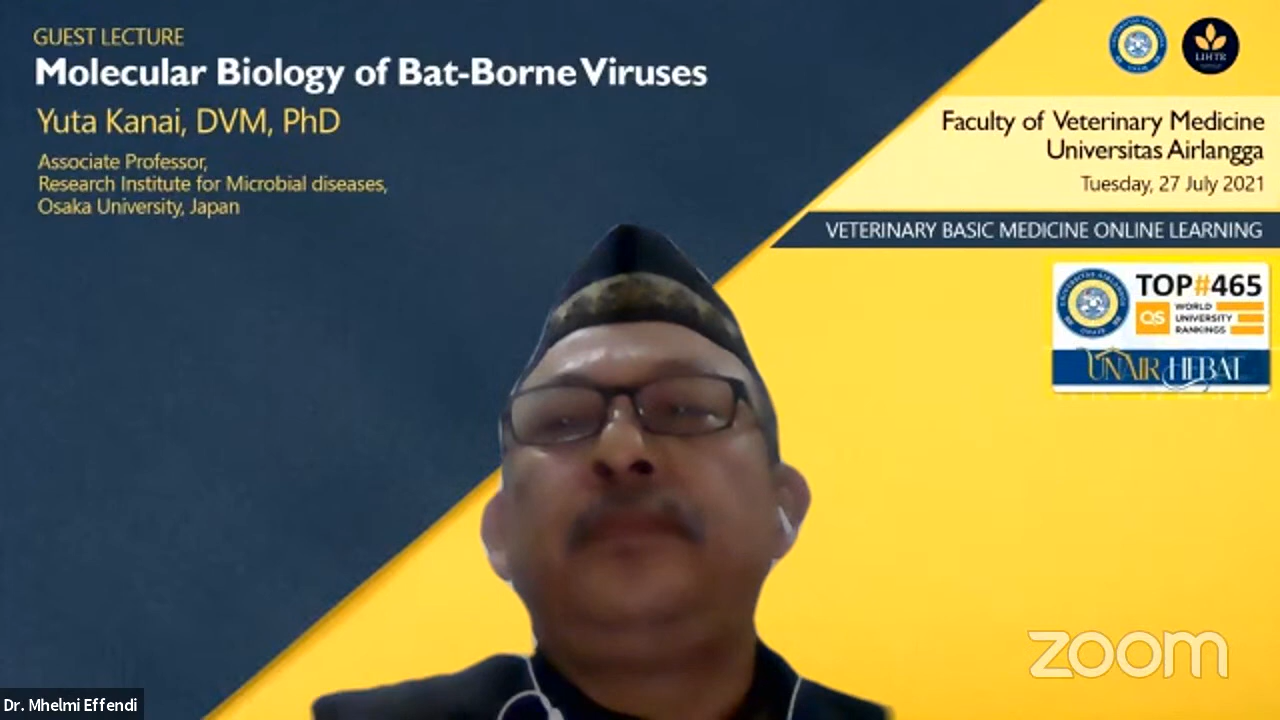 GUEST LECTURE
Molecular Biology of Bat-Borne Viruses
Yuta Kanai, DVM, PhD
Associate Professor,
Research Institute for Microbial diseases,
Osaka University, Japan
LIHTR
Faculty of Veterinary Medicine
Universitas Airlangga
Tuesday, 27 July 2021
VETERINARY BASIC MEDICINE ONLINE LEARNING
TOP#465
QS WORLD
UNIVERSITY
RANKINGS
UNAIR HEBAT
zoom
Dr. Mhelmi Effendi